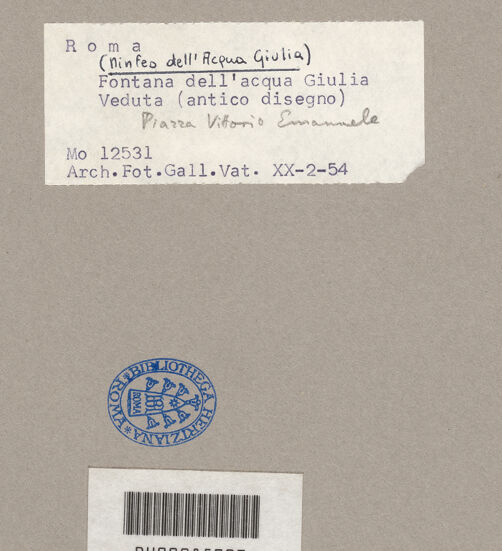 Roma
(Ninfeo dell'Acqua Giulia)
Fontana dell'acqua Giulia
Veduta (antico disegno)
Piazza Vittorio Emanuele
Mo 12531
Arch.Fot.Gall.Vat. XX-2-54
*BIBLIOTHECA HERTZIANA*ROMA
ROMA